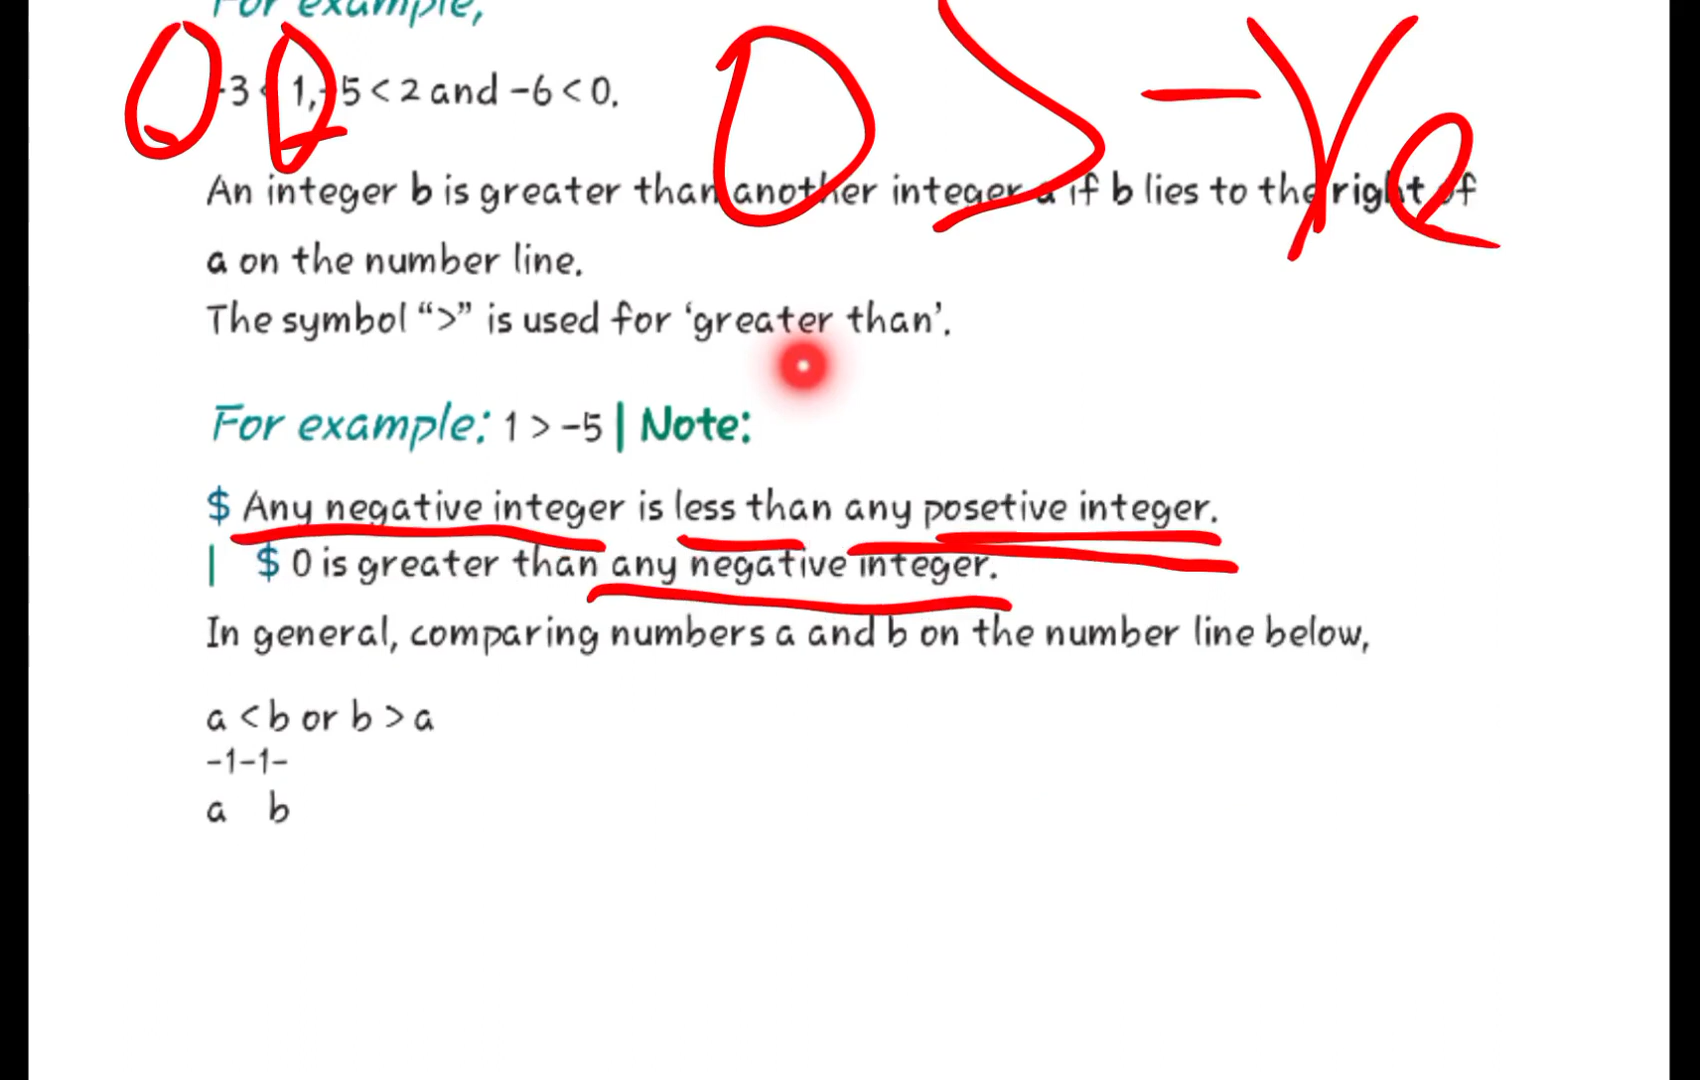 For example,
-3 < 1, -5 < 2 and -6 < 0.
0 > -ve
An integer b is greater than another integer a if b lies to the right of
a on the number line.
The symbol “>” is used for ‘greater than’.
For example: 1 > -5 | Note:
$ Any negative integer is less than any posetive integer.
| $ 0 is greater than any negative integer.
In general, comparing numbers a and b on the number line below,
a < b or b > a
-1-1-
a b